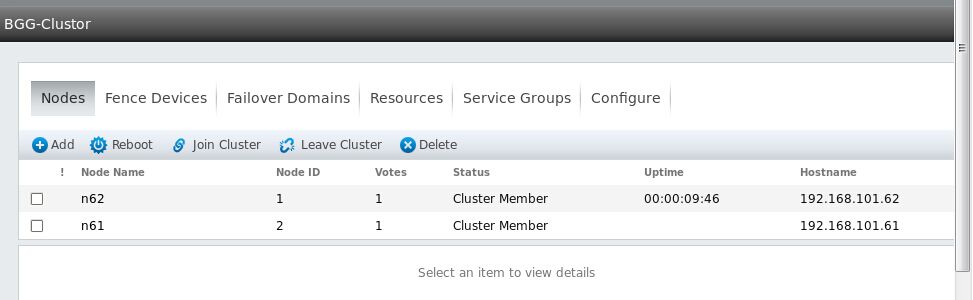 BGG-Clustor
Nodes Fence Devices Failover Domains Resources Service Groups Configure
Add Reboot Join Cluster Leave Cluster Delete
! Node Name Node ID Votes Status Uptime Hostname
n62 1 1 Cluster Member 00:00:09:46 192.168.101.62
n61 2 1 Cluster Member 192.168.101.61
Select an item to view details